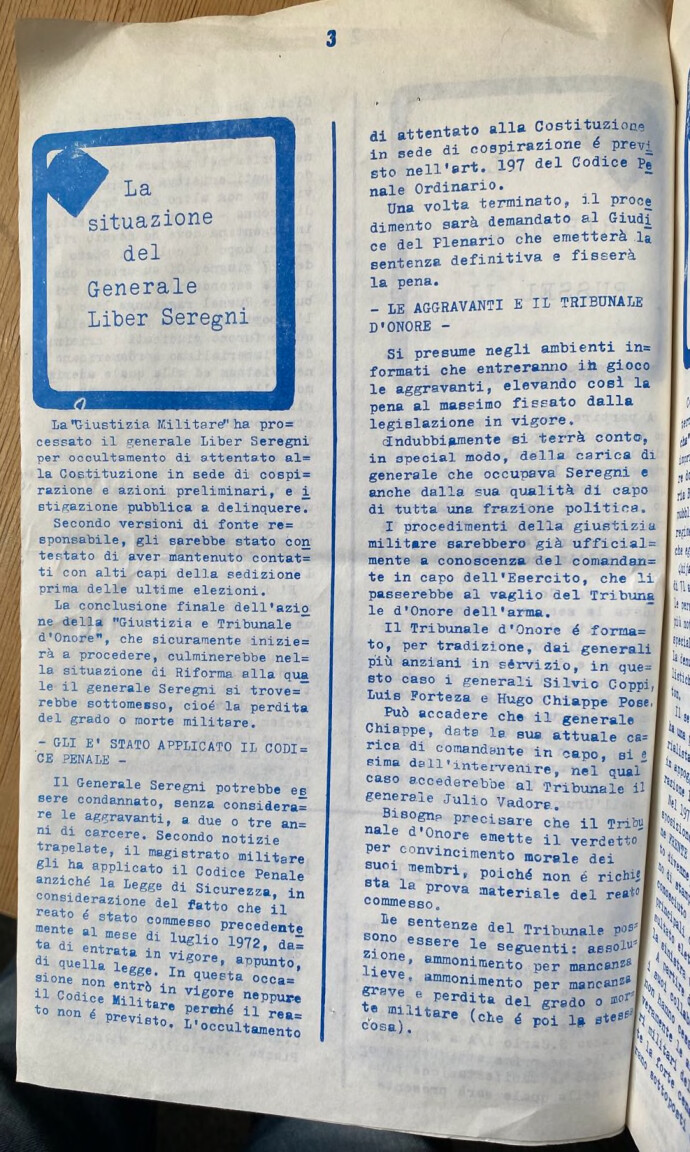 3
La
situazione
del
Generale
Liber Seregni
La "Giustizia Militare" ha pro=
cessato il generale Liber Seregni
per occultamento di attentato al=
la Costituzione in sede di cospi=
razione e azioni preliminari, e i
stigazione pubblica a delinquere.
Secondo versioni di fonte re=
sponsabile, gli sarebbe stato con
testato di aver mantenuto contat=
ti con alti capi della sedizione
prima delle ultime elezioni.
La conclusione finale dell'azio
ne della "Giustizia e Tribunale
d'Onore", che sicuramente inizie=
rà a procedere, culminerebbe nel=
la situazione di Riforma alla qua
le il generale Seregni si trove=
rebbe sottomesso, cioé la perdita
del grado o morte militare.
- GLI E' STATO APPLICATO IL CODI=
CE PENALE -
Il Generale Seregni potrebbe es
sere condannato, senza considera=
re le aggravanti, a due o tre an=
ni di carcere. Secondo notizie
trapelate, il magistrato militare
gli ha applicato il Codice Penale
anziché la Legge di Sicurezza, in
considerazione del fatto che il
reato é stato commesso precedente
mente al mese di luglio 1972, da=
ta di entrata in vigore, appunto,
di quella legge. In questa occa=
sione non entrò in vigore neppure
il Codice Militare perché il rea=
to non é previsto. L'occultamento
di attentato alla Costituzione
in sede di cospirazione é previ
sto nell'art. 197 del Codice Pe
nale Ordinario.
Una volta terminato, il proce
dimento sarà demandato al Giudi
ce del Plenario che emetterà la
sentenza definitiva e fisserà
la pena.
- LE AGGRAVANTI E IL TRIBUNALE
D'ONORE -
Si presume negli ambienti in=
formati che entreranno in gioco
le aggravanti, elevando così la
pena al massimo fissato dalla
legislazione in vigore.
Indubbiamente si terrà conto,
in special modo, della carica di
generale che occupava Seregni e
anche dalla sua qualità di capo
di tutta una frazione politica.
I procedimenti della giustizia
militare sarebbero già ufficial=
mente a conoscenza del comandan=
te in capo dell'Esercito, che li
passerebbe al vaglio del Tribuna
le d'Onore dell'arma.
Il Tribunale d'Onore é forma=
to, per tradizione, dai generali
più anziani in servizio, in que=
sto caso i generali Silvio Coppi,
Luis Forteza e Hugo Chiappe Pose.
Può accadere che il generale
Chiappe, data la sua attuale ca=
rica di comandante in capo, si e
sima dall'intervenire, nel qual
caso accederebbe al Tribunale il
generale Julio Vadora.
Bisogna precisare che il Tribu
nale d'Onore emette il verdetto
per convincimento morale dei
suoi membri, poiché non é richie
sta la prova materiale del reato
commesso.
Le sentenze del Tribunale pos=
sono essere le seguenti: assolu=
zione, ammonimento per mancanza
lieve, ammonimento per mancanza
grave e perdita del grado o mor=
te militare (che é poi la stessa
cosa).